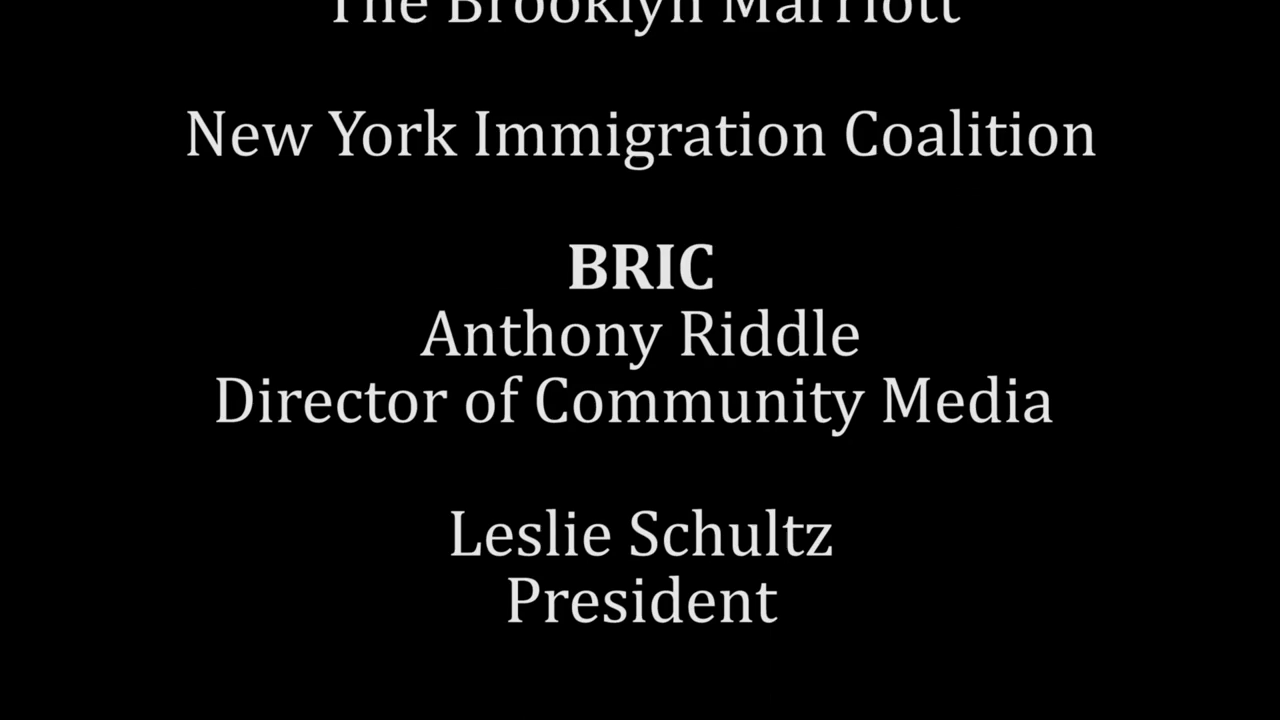 The Brooklyn Marriott
New York Immigration Coalition
BRIC
Anthony Riddle
Director of Community Media
Leslie Schultz
President